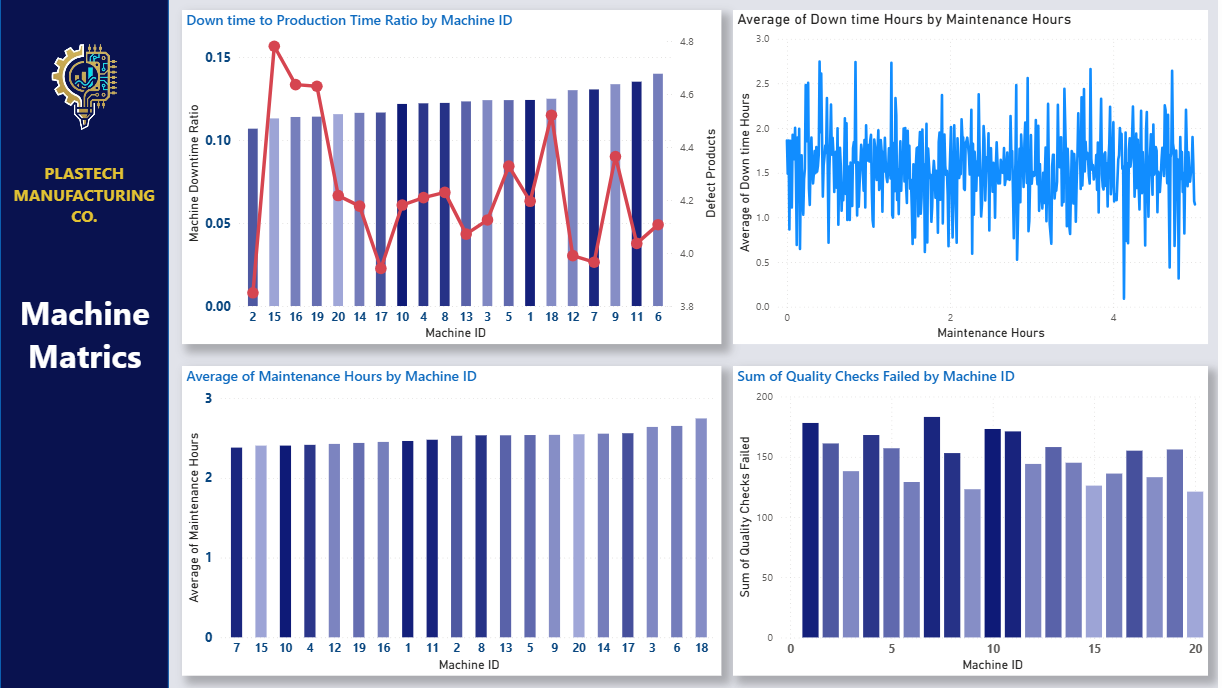 PLASTECH
MANUFACTURING
CO.
Machine
Matrics
Down time to Production Time Ratio by Machine ID
Machine Downtime Ratio
0.15
0.10
0.05
0.00
4.8
4.6
4.4
4.2
4.0
3.8
Defect Products
2 15 16 19 20 14 17 10 4 8 13 3 5 1 18 12 7 9 11 6
Machine ID
Average of Down time Hours by Maintenance Hours
Average of Down time Hours
3.0
2.5
2.0
1.5
1.0
0.5
0.0
0 2 4
Maintenance Hours
Average of Maintenance Hours by Machine ID
Average of Maintenance Hours
3
2
1
0
7 15 10 4 12 19 16 1 11 2 8 13 5 9 20 14 17 3 6 18
Machine ID
Sum of Quality Checks Failed by Machine ID
Sum of Quality Checks Failed
200
150
100
50
0
0 5 10 15 20
Machine ID